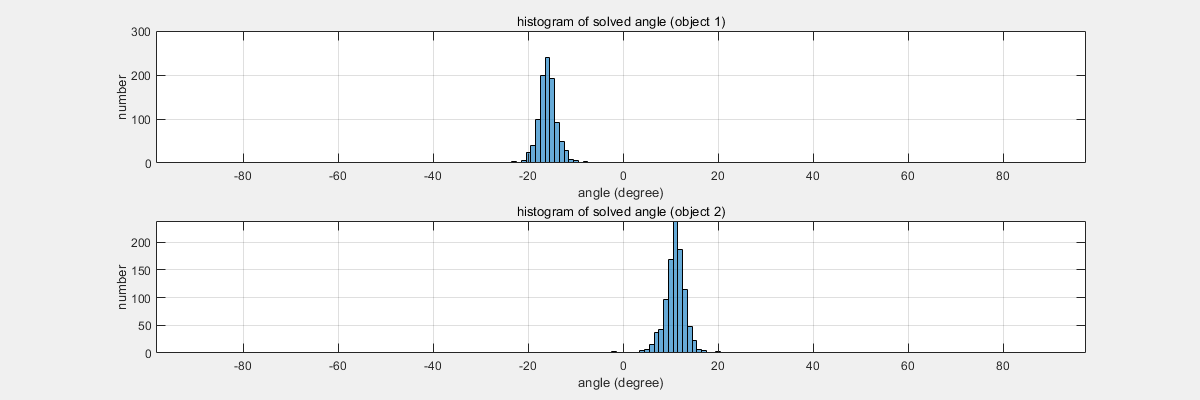 histogram of solved angle (object 1)
300
200
100
0
number
-80 -60 -40 -20 0 20 40 60 80
angle (degree)
histogram of solved angle (object 2)
200
150
100
50
0
number
-80 -60 -40 -20 0 20 40 60 80
angle (degree)